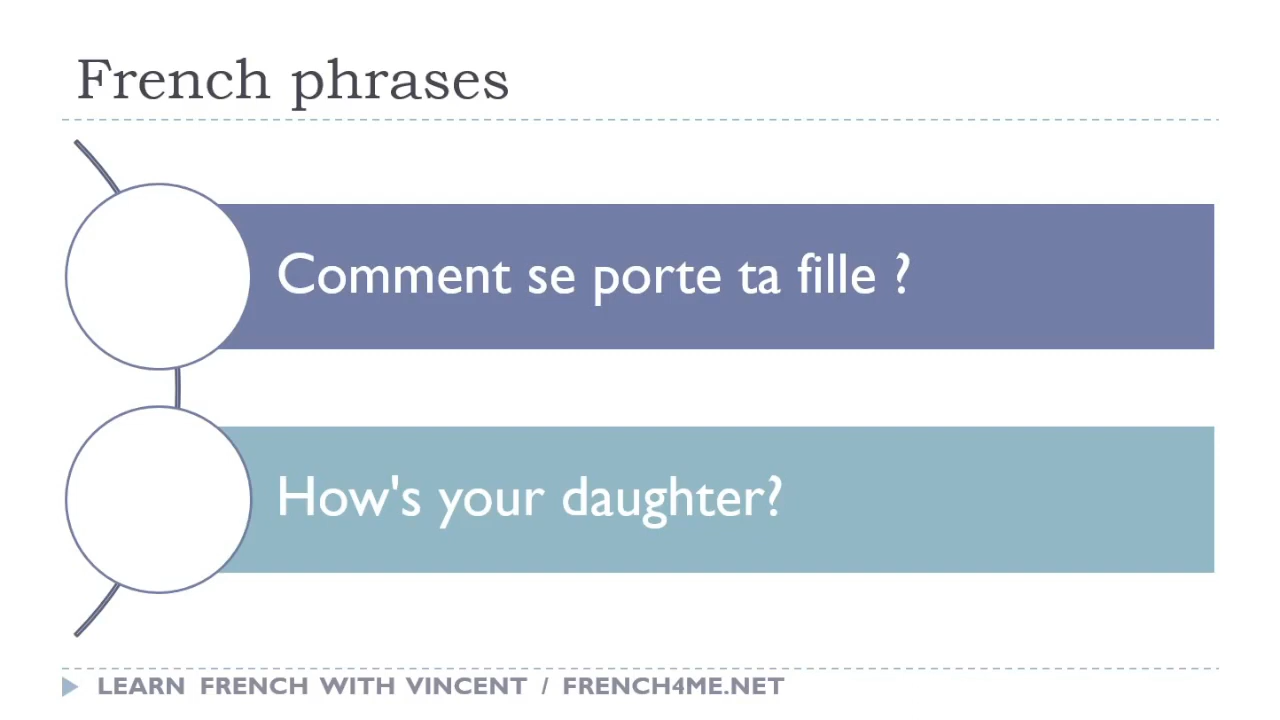 French phrases
Comment se porte ta fille ?
How's your daughter?
LEARN FRENCH WITH VINCENT / FRENCH4ME.NET